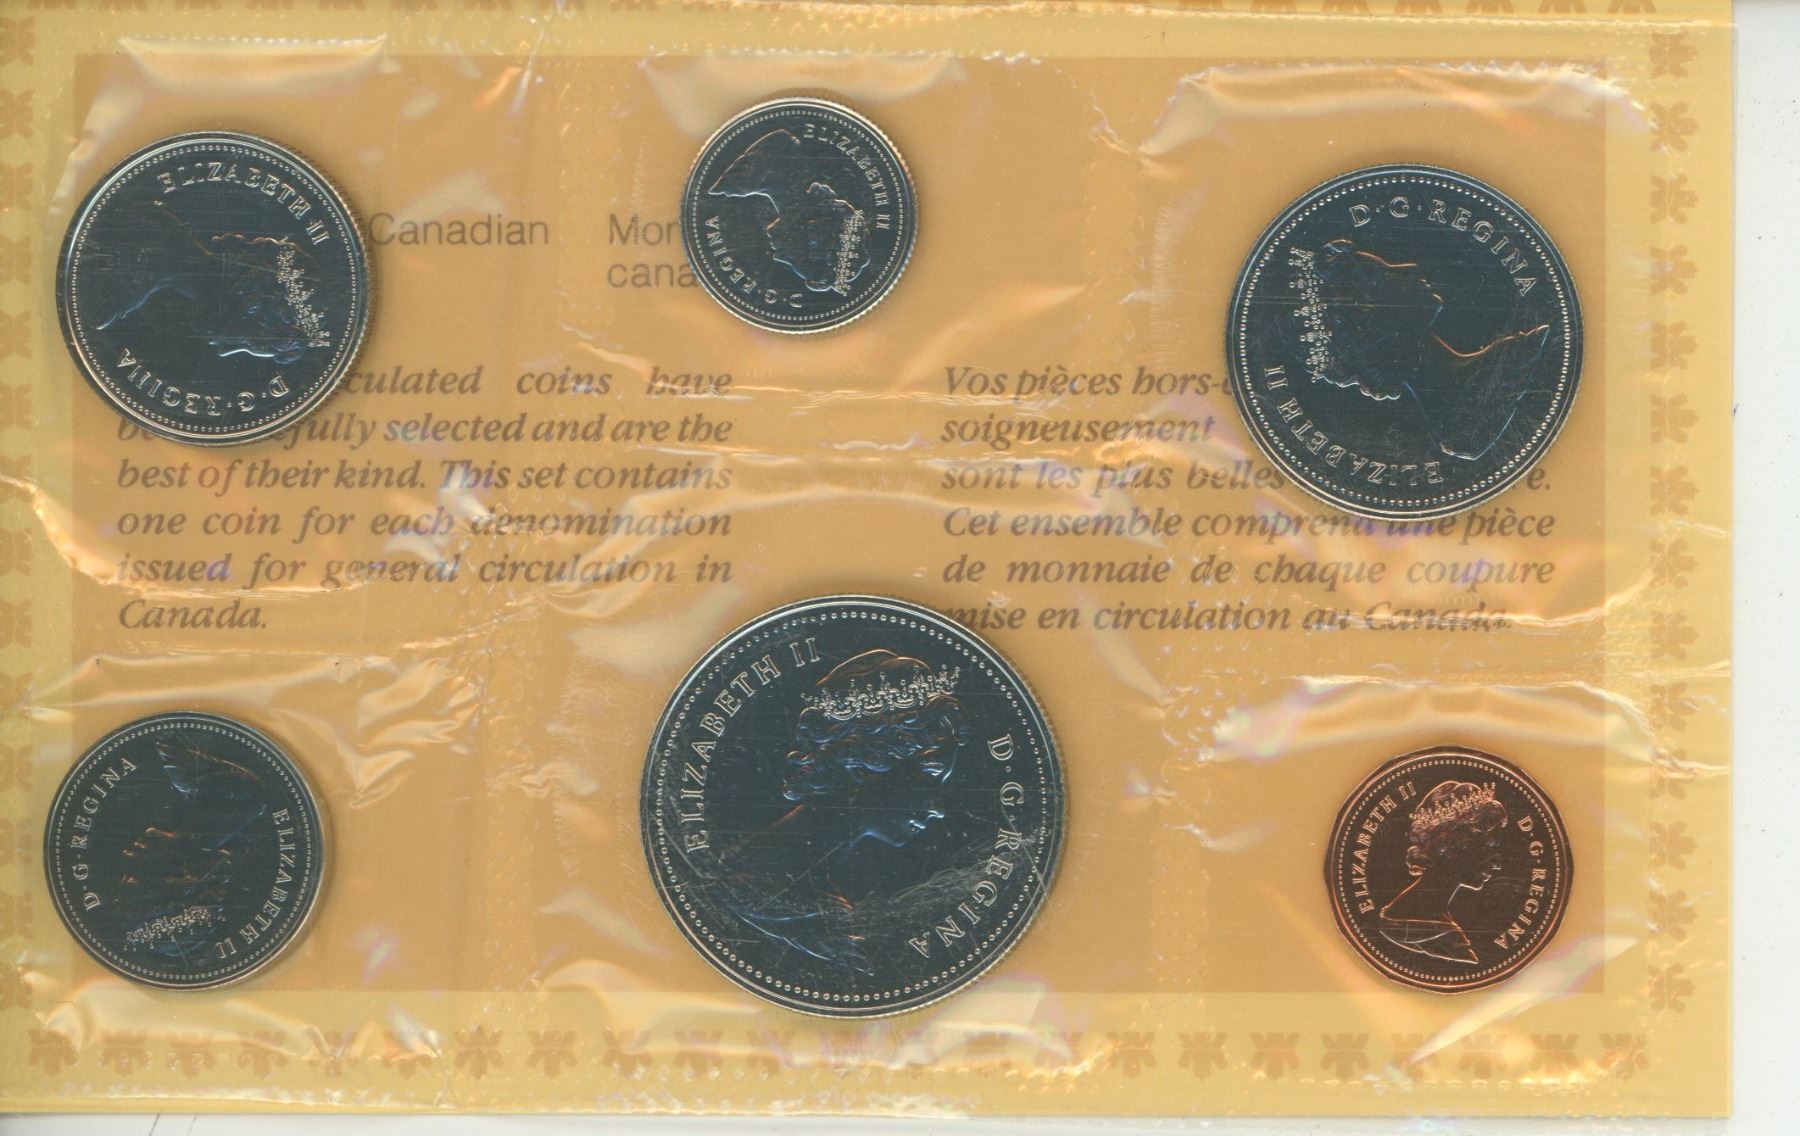 ELIZABETH II D·G·REGINA
ELIZABETH II D·G·REGINA
ELIZABETH II D·G·REGINA
Canadian
Mon
cana
culated coins have
fully selected and are the
best of their kind. This set contains
one coin for each denomination
issued for general circulation in
Canada.
Vos pièces hors-
soigneusement
sont les plus belles e.
Cet ensemble comprend une pièce
de monnaie de chaque coupure
mise en circulation au Canada.
ELIZABETH II D·G·REGINA
ELIZABETH II D·G·REGINA
ELIZABETH II D·G·REGINA